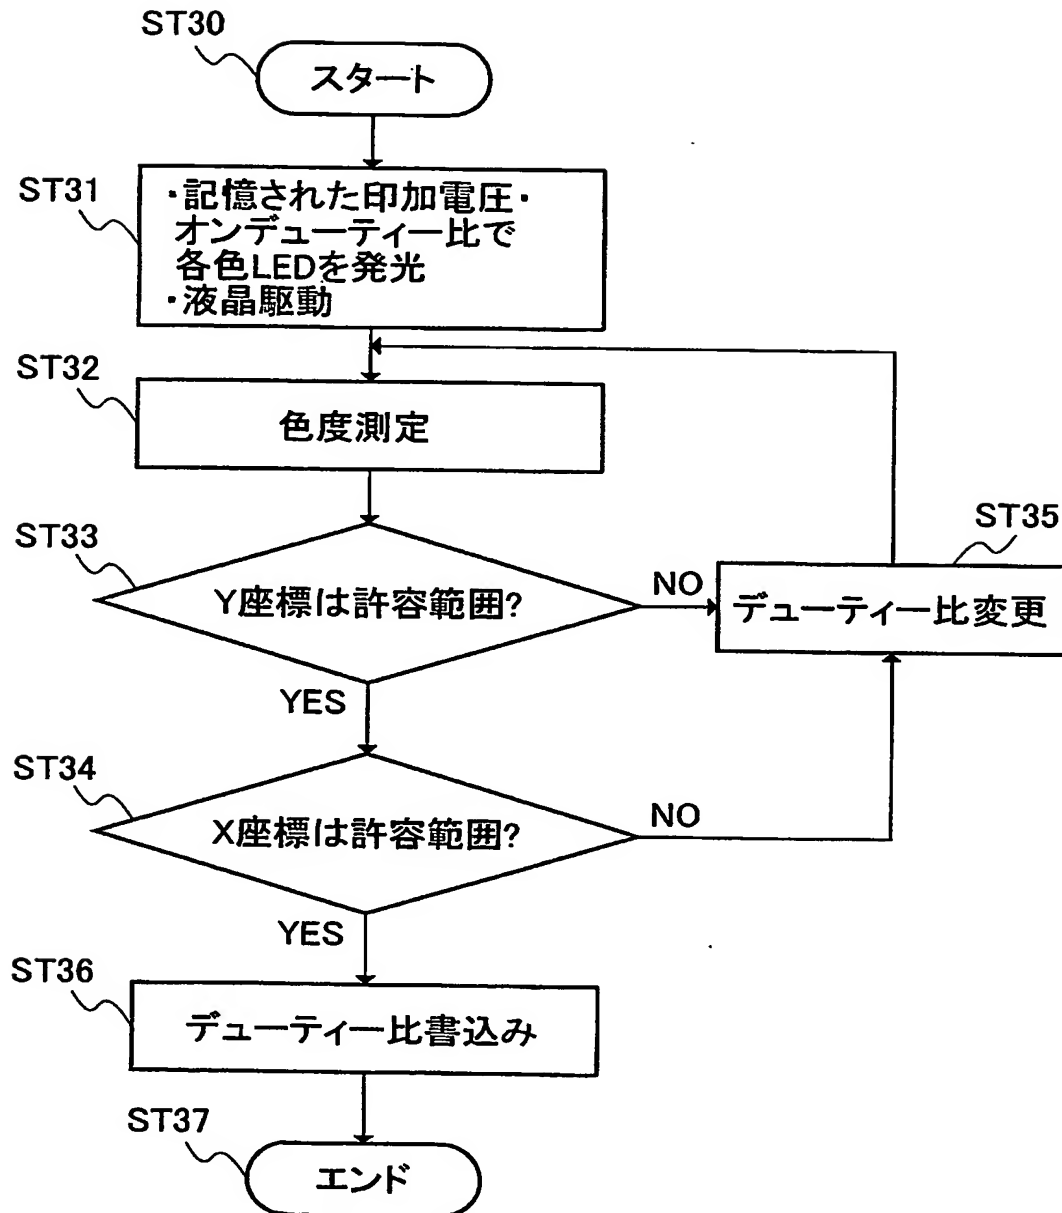 ST30
スタート
ST31
・記憶された印加電圧・
オンデューティー比で
各色LEDを発光
・液晶駆動
ST32
色度測定
ST33
Y座標は許容範囲?
NO
ST35
デューティー比変更
YES
ST34
X座標は許容範囲?
NO
YES
ST36
デューティー比書込み
ST37
エンド